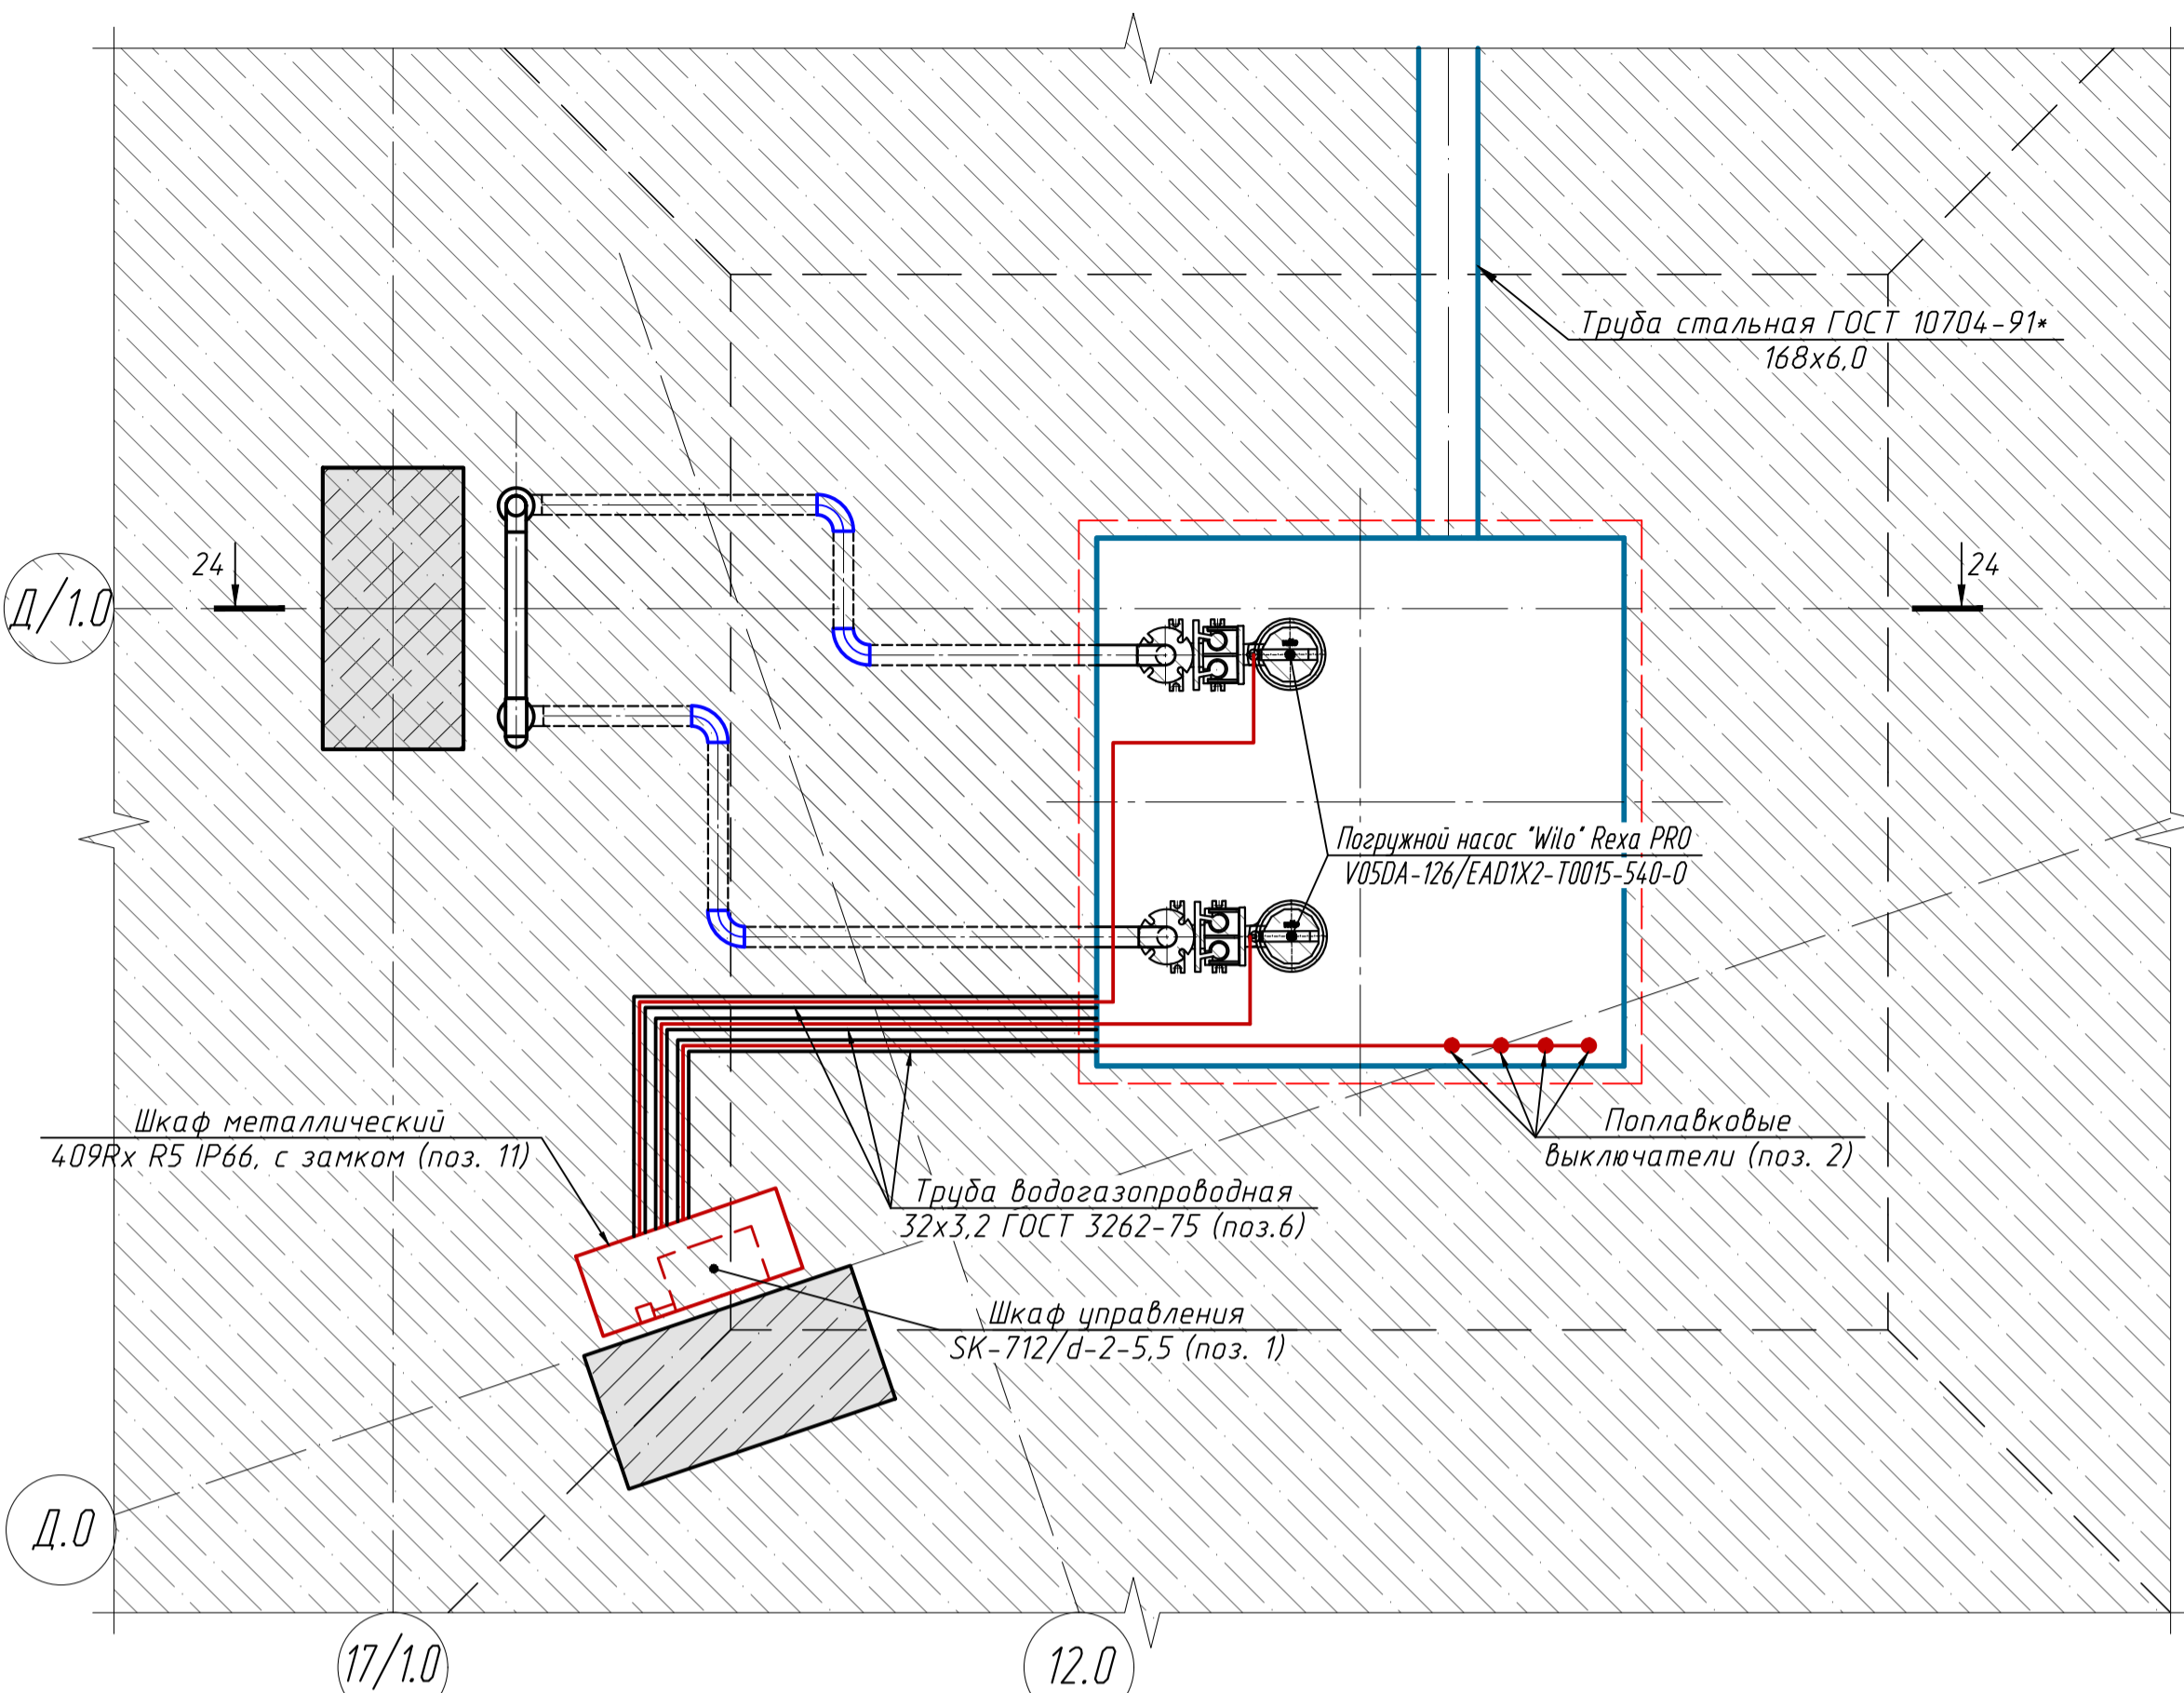 Труба стальная ГОСТ 10704-91*
168х6,0
24
24
Д/1.0
Погружной насос "Wilo" Rexa PRO
V05DA-126/EAD1X2-T0015-540-O
Шкаф металлический
409Rx R5 IP66, с замком (поз. 11)
Поплавковые
выключатели (поз. 2)
Труба водогазопроводная
32х3,2 ГОСТ 3262-75 (поз.6)
Шкаф управления
SK-712/d-2-5,5 (поз. 1)
Д.0
17/1.0
12.0